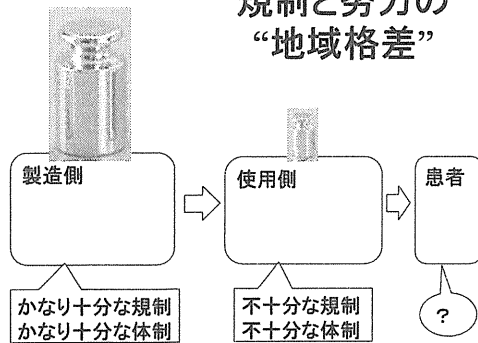 規制と努力の
“地域格差”
製造側
使用側
患者
かなり十分な規制
かなり十分な体制
不十分な規制
不十分な体制
?